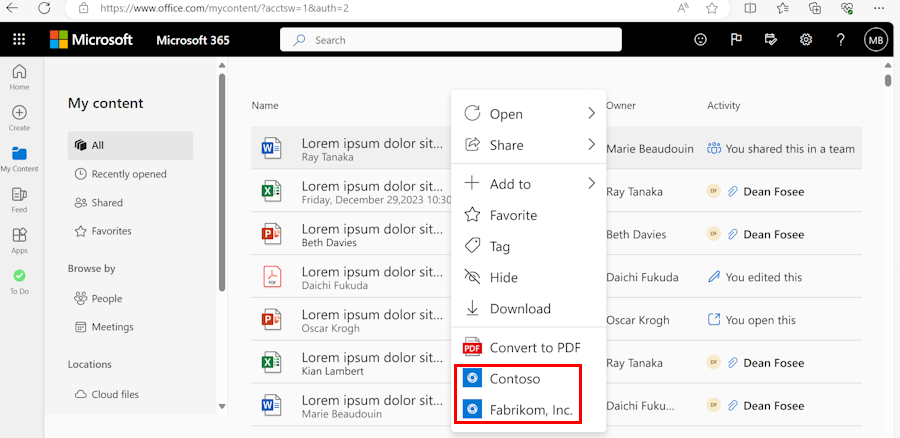 https://www.office.com/mycontent/?acctsw=1&auth=2
Microsoft Microsoft 365 Search ? MB
Home
Create
My Content
Feed
Apps
To Do
My content
All
Recently opened
Shared
Favorites
Browse by
People
Meetings
Locations
Cloud files
Name Owner Activity
Lorem ipsum dolor sit...
Ray Tanaka
Marie Beaudouin You shared this in a team
Lorem ipsum dolor sit...
Friday, December 29,2023 10:30
Ray Tanaka DF Dean Fosee
Lorem ipsum dolor sit...
Beth Davies
Beth Davies DF Dean Fosee
PDF
Lorem ipsum dolor sit...
Daichi Fukuda
Daichi Fukuda You edited this
Lorem ipsum dolor sit...
Oscar Krogh
Oscar Krogh You open this
Lorem ipsum dolor sit...
Kian Lambert
Ray Tanaka DF Dean Fosee
Lorem ipsum dolor sit...
Marie Beaudouin
Daichi Fuku... DF Dean Fosee
Open
Share
Add to
Favorite
Tag
Hide
Download
PDF Convert to PDF
Contoso
Fabrikom, Inc.